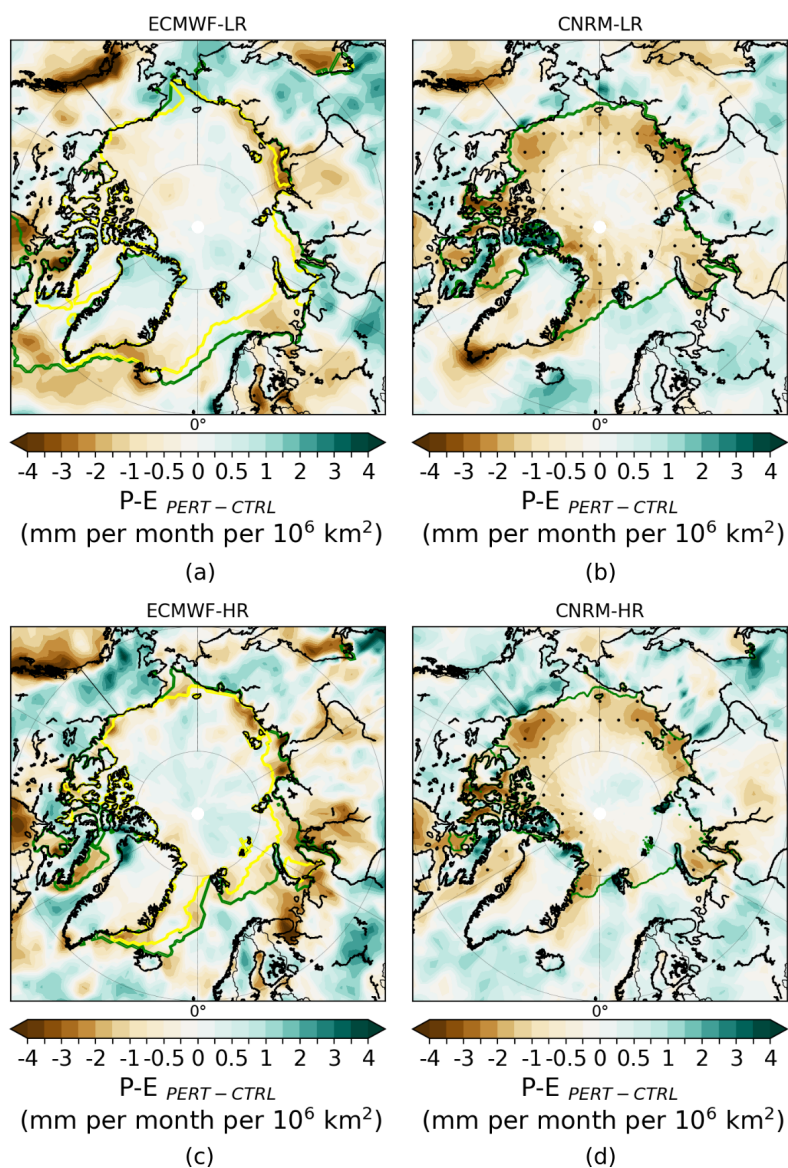 ECMWF-LR
CNRM-LR
0°
0°
-4 -3 -2 -1 -0.5 0 0.5 1 2 3 4
-4 -3 -2 -1 -0.5 0 0.5 1 2 3 4
P-E PERT−CTRL
P-E PERT−CTRL
(mm per month per 10⁶ km²)
(mm per month per 10⁶ km²)
(a)
(b)
ECMWF-HR
CNRM-HR
0°
0°
-4 -3 -2 -1 -0.5 0 0.5 1 2 3 4
-4 -3 -2 -1 -0.5 0 0.5 1 2 3 4
P-E PERT−CTRL
P-E PERT−CTRL
(mm per month per 10⁶ km²)
(mm per month per 10⁶ km²)
(c)
(d)